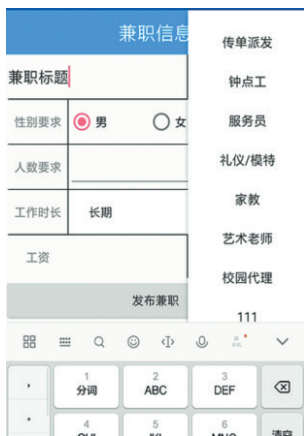 兼职信息
兼职标题
性别要求 男 女
人数要求
工作时长 长期
工资
发布兼职
传单派发
钟点工
服务员
礼仪/模特
家教
艺术老师
校园代理
111
， 1 分词 2 ABC 3 DEF
。 4 5 6 清空